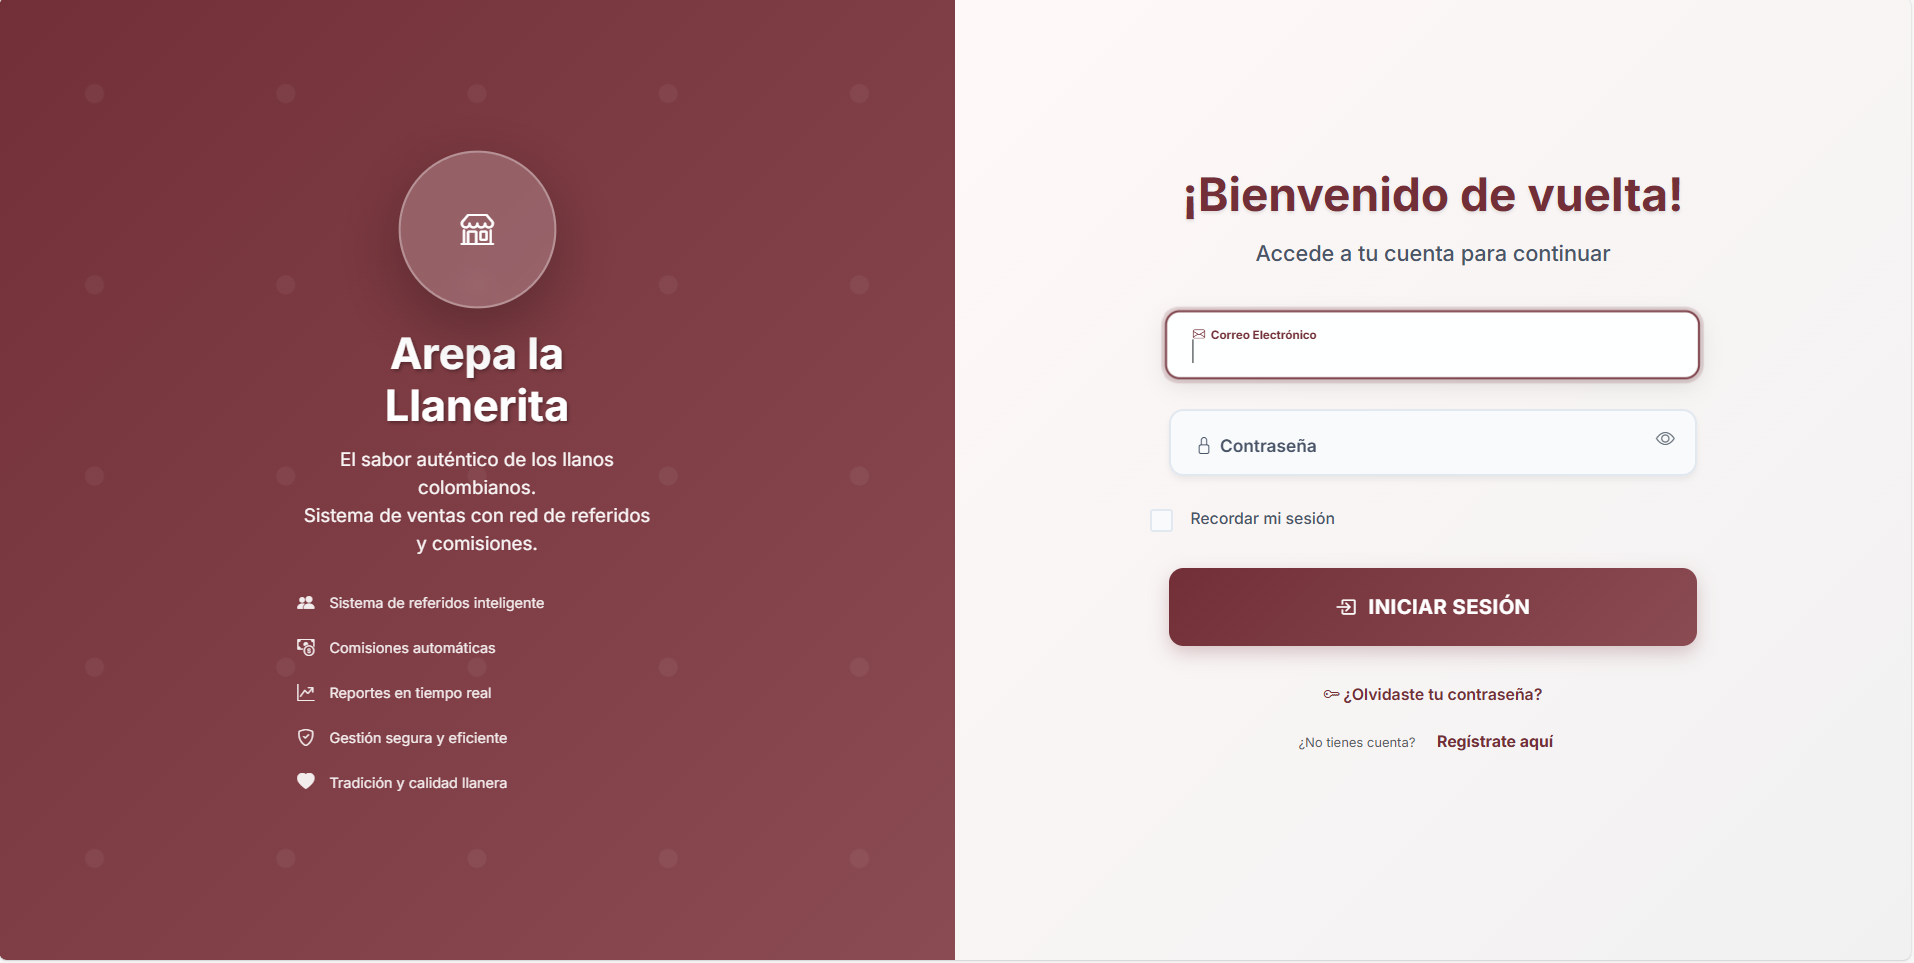 Arepa la
Llanerita
El sabor auténtico de los llanos
colombianos.
Sistema de ventas con red de referidos
y comisiones.
Sistema de referidos inteligente
Comisiones automáticas
Reportes en tiempo real
Gestión segura y eficiente
Tradición y calidad llanera
¡Bienvenido de vuelta!
Accede a tu cuenta para continuar
Correo Electrónico
Contraseña
Recordar mi sesión
INICIAR SESIÓN
¿Olvidaste tu contraseña?
¿No tienes cuenta? Regístrate aquí